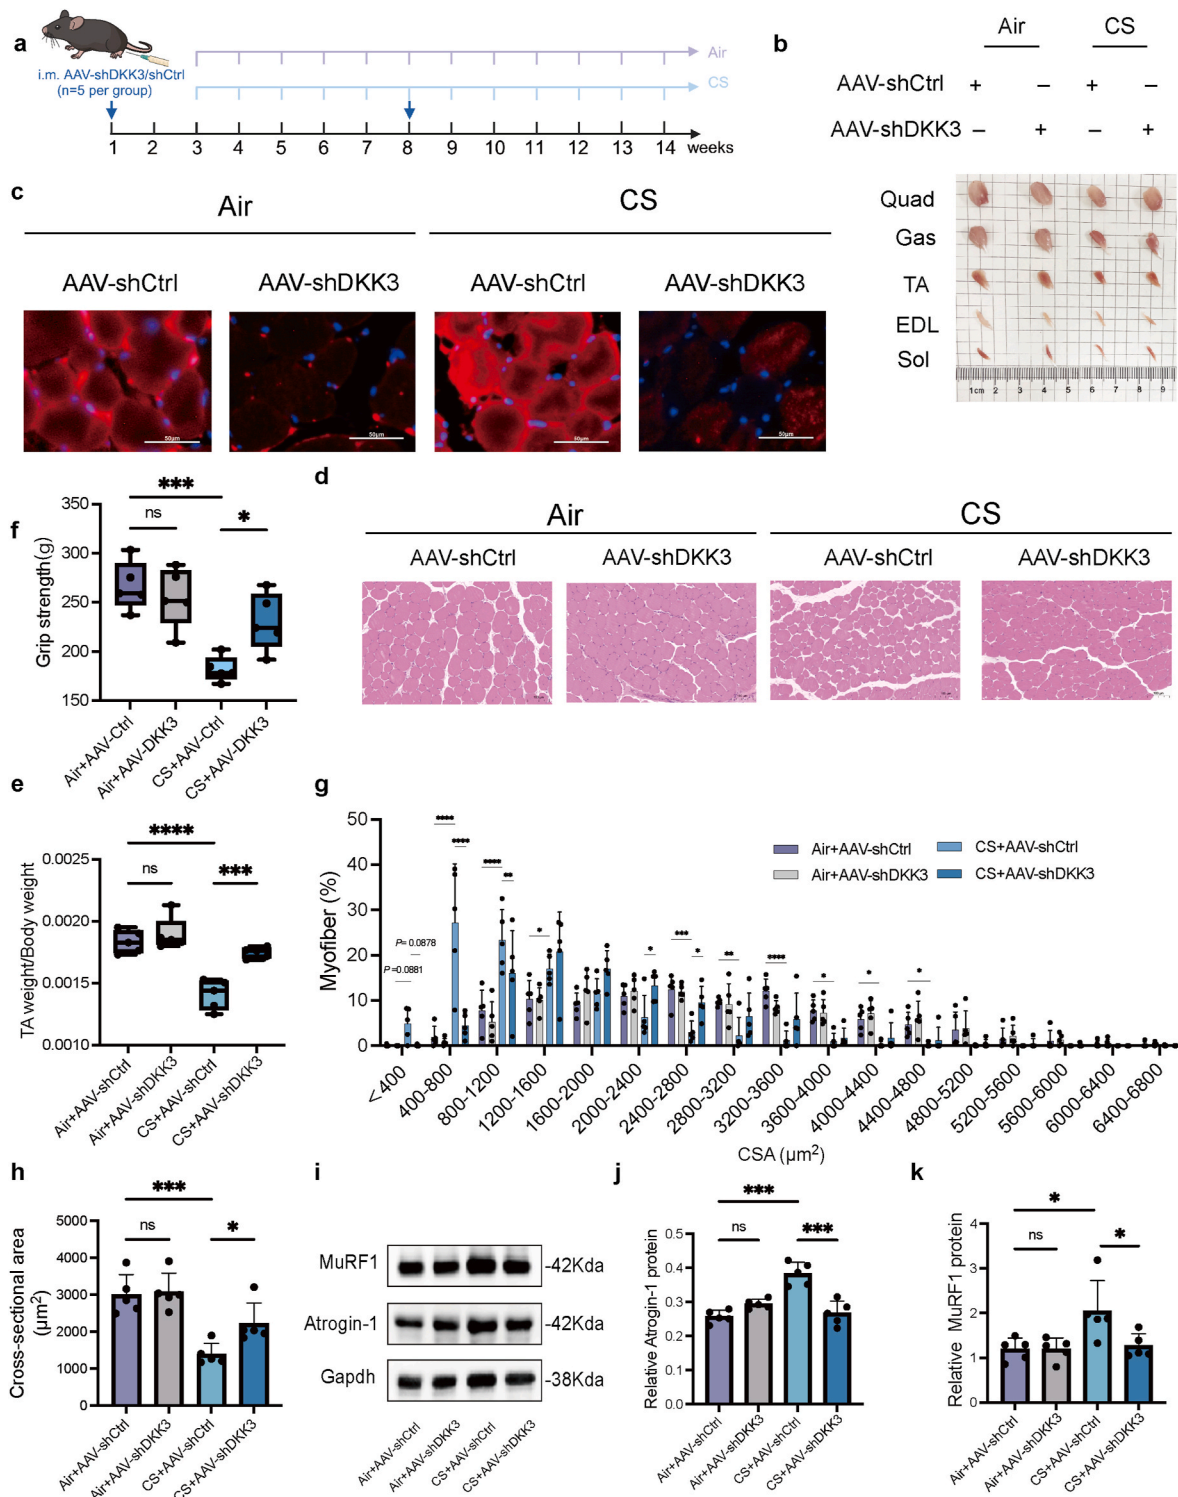 a
i.m. AAV-shDKK3/shCtrl
(n=5 per group)
Air
CS
1 2 3 4 5 6 7 8 9 10 11 12 13 14 weeks
b
Air CS
AAV-shCtrl + – + –
AAV-shDKK3 – + – +
Quad
Gas
TA
EDL
Sol
1cm 2 3 4 5 6 7 8 9
c
Air CS
AAV-shCtrl AAV-shDKK3 AAV-shCtrl AAV-shDKK3
50μm 50μm 50μm 50μm
d
Air CS
AAV-shCtrl AAV-shDKK3 AAV-shCtrl AAV-shDKK3
f
Grip strength(g)
350
300
250
200
150
***
ns
*
Air+AAV-Ctrl
Air+AAV-DKK3
CS+AAV-Ctrl
CS+AAV-DKK3
e
TA weight/Body weight
0.0025
0.0020
0.0015
0.0010
****
ns
***
Air+AAV-shCtrl
Air+AAV-shDKK3
CS+AAV-shCtrl
CS+AAV-shDKK3
g
Myofiber (%)
50
40
30
20
10
0
P=0.0881
P=0.0878
****
****
****
**
*
*
***
*
**
****
*
*
*
Air+AAV-shCtrl
Air+AAV-shDKK3
CS+AAV-shCtrl
CS+AAV-shDKK3
<400
400-800
800-1200
1200-1600
1600-2000
2000-2400
2400-2800
2800-3200
3200-3600
3600-4000
4000-4400
4400-4800
4800-5200
5200-5600
5600-6000
6000-6400
6400-6800
CSA (μm²)
h
Cross-sectional area
(μm²)
5000
4000
3000
2000
1000
0
***
ns
*
Air+AAV-shCtrl
Air+AAV-shDKK3
CS+AAV-shCtrl
CS+AAV-shDKK3
i
MuRF1 -42Kda
Atrogin-1 -42Kda
Gapdh -38Kda
Air+AAV-shCtrl
Air+AAV-shDKK3
CS+AAV-shCtrl
CS+AAV-shDKK3
j
Relative Atrogin-1 protein
0.5
0.4
0.3
0.2
0.1
0.0
***
ns
***
Air+AAV-shCtrl
Air+AAV-shDKK3
CS+AAV-shCtrl
CS+AAV-shDKK3
k
Relative MuRF1 protein
4
3
2
1
0
*
ns
*
Air+AAV-shCtrl
Air+AAV-shDKK3
CS+AAV-shCtrl
CS+AAV-shDKK3